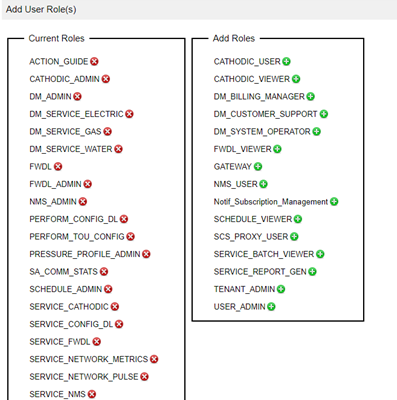 Add User Role(s)
Current Roles
ACTION_GUIDE
CATHODIC_ADMIN
DM_ADMIN
DM_SERVICE_ELECTRIC
DM_SERVICE_GAS
DM_SERVICE_WATER
FWDL
FWDL_ADMIN
NMS_ADMIN
PERFORM_CONFIG_DL
PERFORM_TOU_CONFIG
PRESSURE_PROFILE_ADMIN
SA_COMM_STATS
SCHEDULE_ADMIN
SERVICE_CATHODIC
SERVICE_CONFIG_DL
SERVICE_FWDL
SERVICE_NETWORK_METRICS
SERVICE_NETWORK_PULSE
SERVICE_NMS
Add Roles
CATHODIC_USER
CATHODIC_VIEWER
DM_BILLING_MANAGER
DM_CUSTOMER_SUPPORT
DM_SYSTEM_OPERATOR
FWDL_VIEWER
GATEWAY
NMS_USER
Notif_Subscription_Management
SCHEDULE_VIEWER
SCS_PROXY_USER
SERVICE_BATCH_VIEWER
SERVICE_REPORT_GEN
TENANT_ADMIN
USER_ADMIN